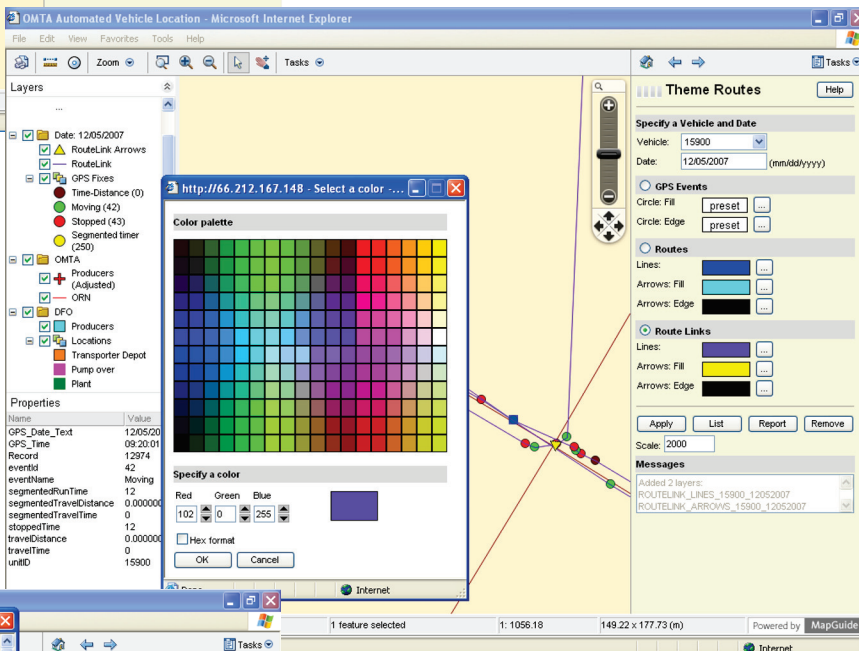 OMTA Automated Vehicle Location - Microsoft Internet Explorer
File Edit View Favorites Tools Help
Zoom Tasks
Tasks
Layers
...
Date: 12/05/2007
RouteLink Arrows
RouteLink
GPS Fixes
Time-Distance (0)
Moving (42)
Stopped (43)
Segmented timer
(250)
OMTA
Producers
(Adjusted)
ORN
DFO
Producers
Locations
Transporter Depot
Pump over
Plant
Properties
Name Value
GPS_Date_Text 12/05/20
GPS_Time 09:20:01
Record 12974
eventId 42
eventName Moving
segmentedRunTime 12
segmentedTravelDistance 0.000000
segmentedTravelTime 0
stoppedTime 12
travelDistance 0.000000
travelTime 0
unitID 15900
http://66.212.167.148 - Select a color - ...
Color palette
Specify a color
Red Green Blue
102 0 255
Hex format
OK Cancel
Done Internet
Theme Routes Help
Specify a Vehicle and Date
Vehicle: 15900
Date: 12/05/2007 (mm/dd/yyyy)
GPS Events
Circle: Fill preset ...
Circle: Edge preset ...
Routes
Lines: ...
Arrows: Fill ...
Arrows: Edge ...
Route Links
Lines: ...
Arrows: Fill ...
Arrows: Edge ...
Apply List Report Remove
Scale: 2000
Messages
Added 2 layers:
ROUTELINK_LINES_15900_12052007
ROUTELINK_ARROWS_15900_12052007
1 feature selected 1: 1056.18 149.22 x 177.73 (m) Powered by MapGuide
Tasks
Internet